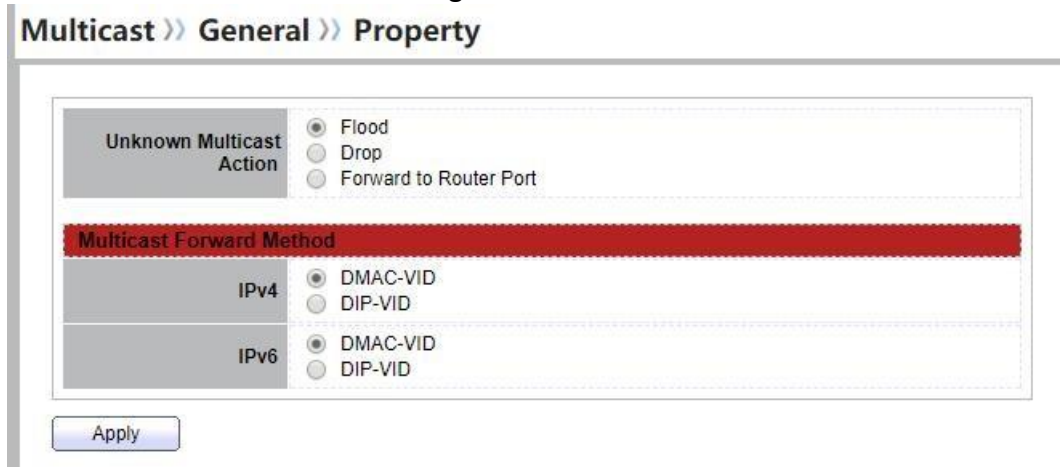 Multicast 》 General 》 Property
Unknown Multicast
Action
Flood
Drop
Forward to Router Port
Multicast Forward Method
IPv4
DMAC-VID
DIP-VID
IPv6
DMAC-VID
DIP-VID
Apply